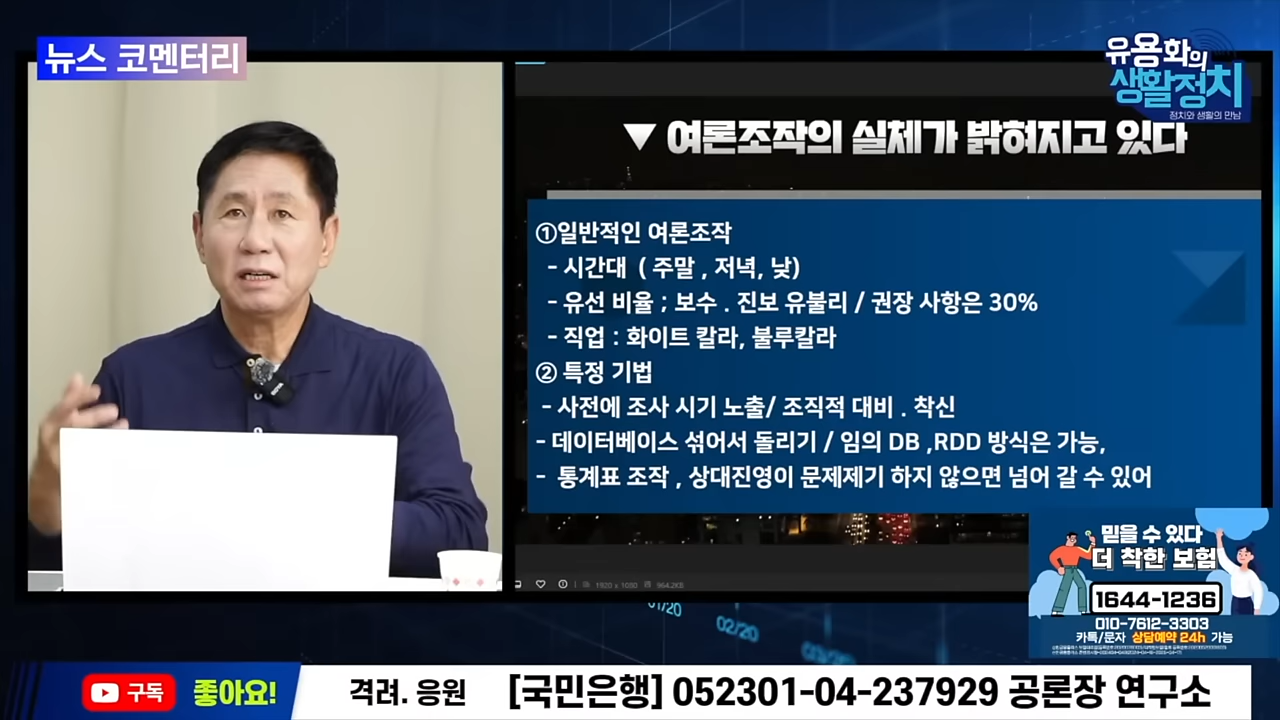 뉴스 코멘터리
유용화의
생활정치
정치와 생활의 만남
▼ 여론조작의 실체가 밝혀지고 있다
①일반적인 여론조작
- 시간대 ( 주말 , 저녁, 낮)
- 유선 비율 ; 보수 . 진보 유불리 / 권장 사항은 30%
- 직업 : 화이트 칼라, 불루칼라
② 특정 기법
- 사전에 조사 시기 노출/ 조직적 대비 . 착신
- 데이터베이스 섞어서 돌리기 / 임의 DB ,RDD 방식은 가능,
- 통계표 조작 , 상대진영이 문제제기 하지 않으면 넘어 갈 수 있어
1920 x 1080 964.2KB
01/20
02/20
믿을 수 있다
더 착한 보험
1644-1236
010-7612-3303
카톡/문자 상담예약 24h 가능
구독 좋아요! 격려. 응원 [국민은행] 052301-04-237929 공론장 연구소